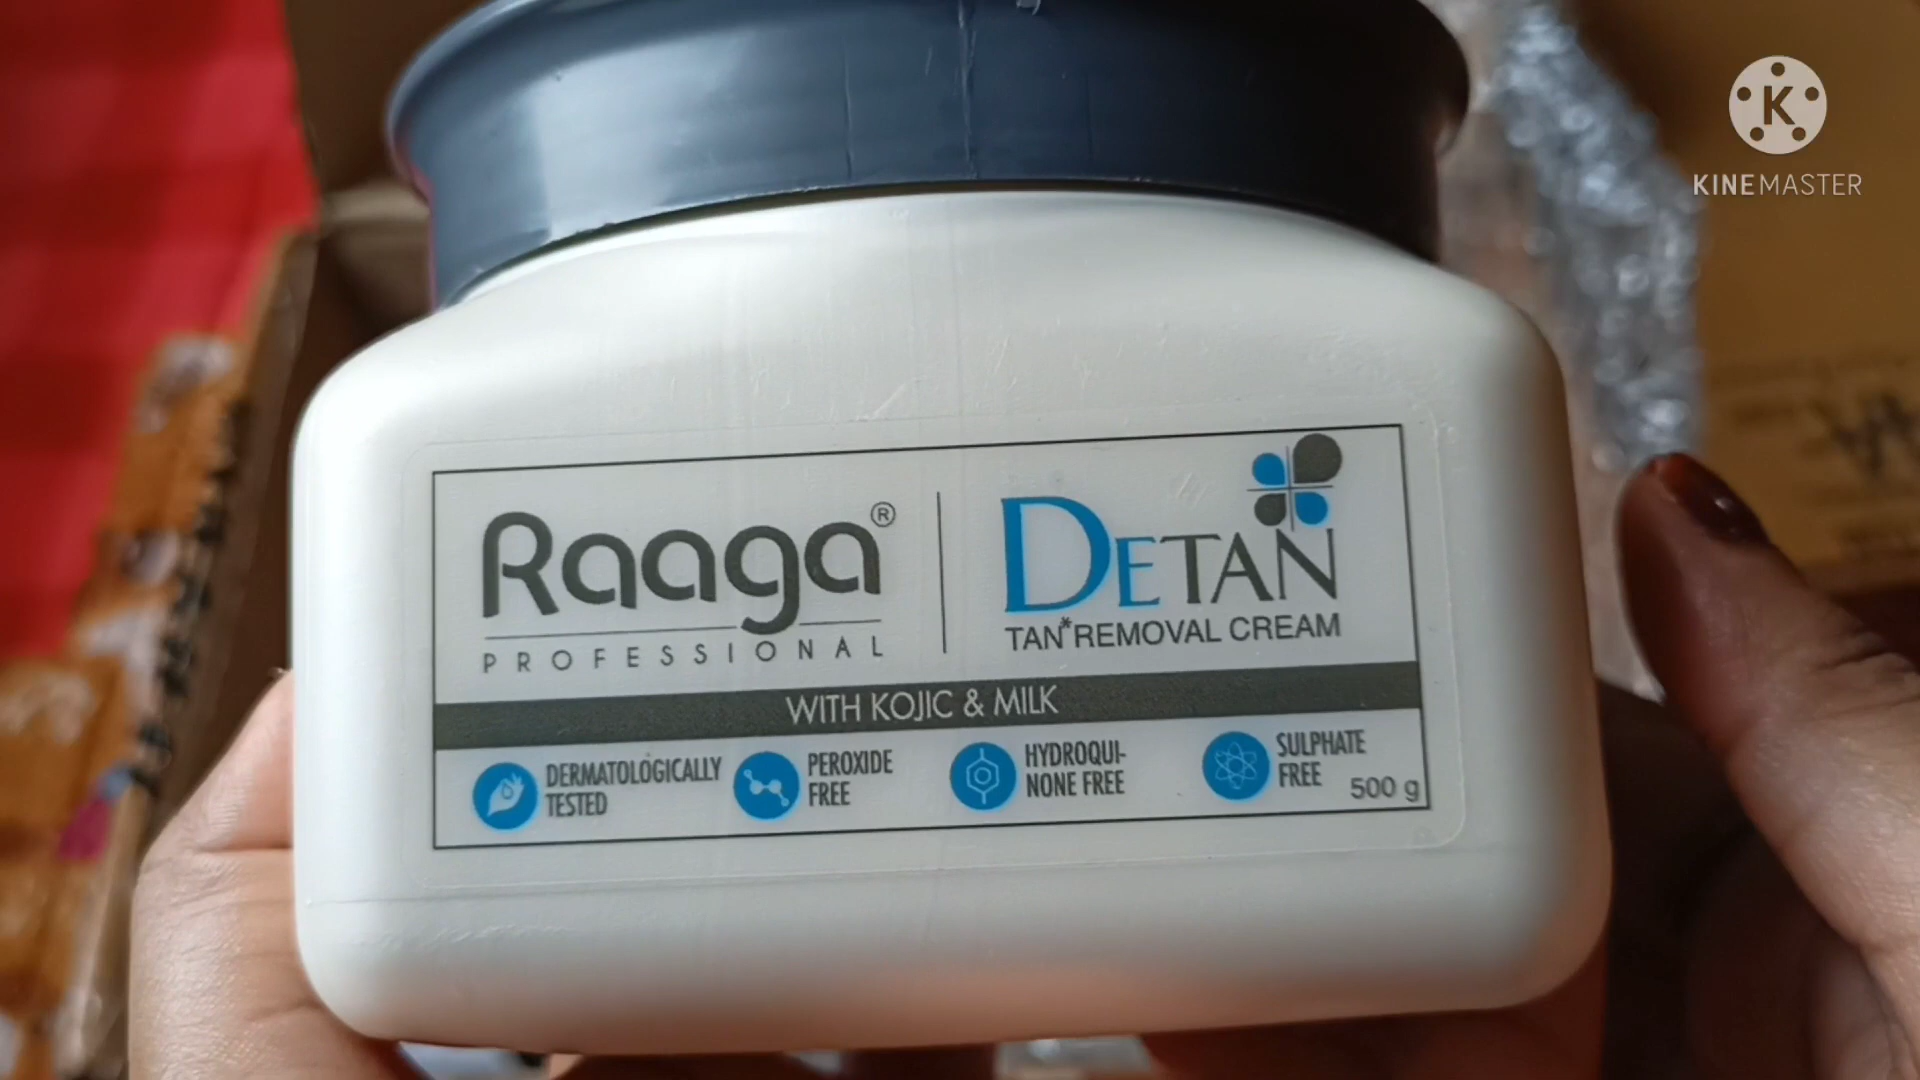 K
KINEMASTER
Raaga®
PROFESSIONAL
DETAN
TAN*REMOVAL CREAM
WITH KOJIC & MILK
DERMATOLOGICALLY
TESTED
PEROXIDE
FREE
HYDROQUI-
NONE FREE
SULPHATE
FREE
500 g